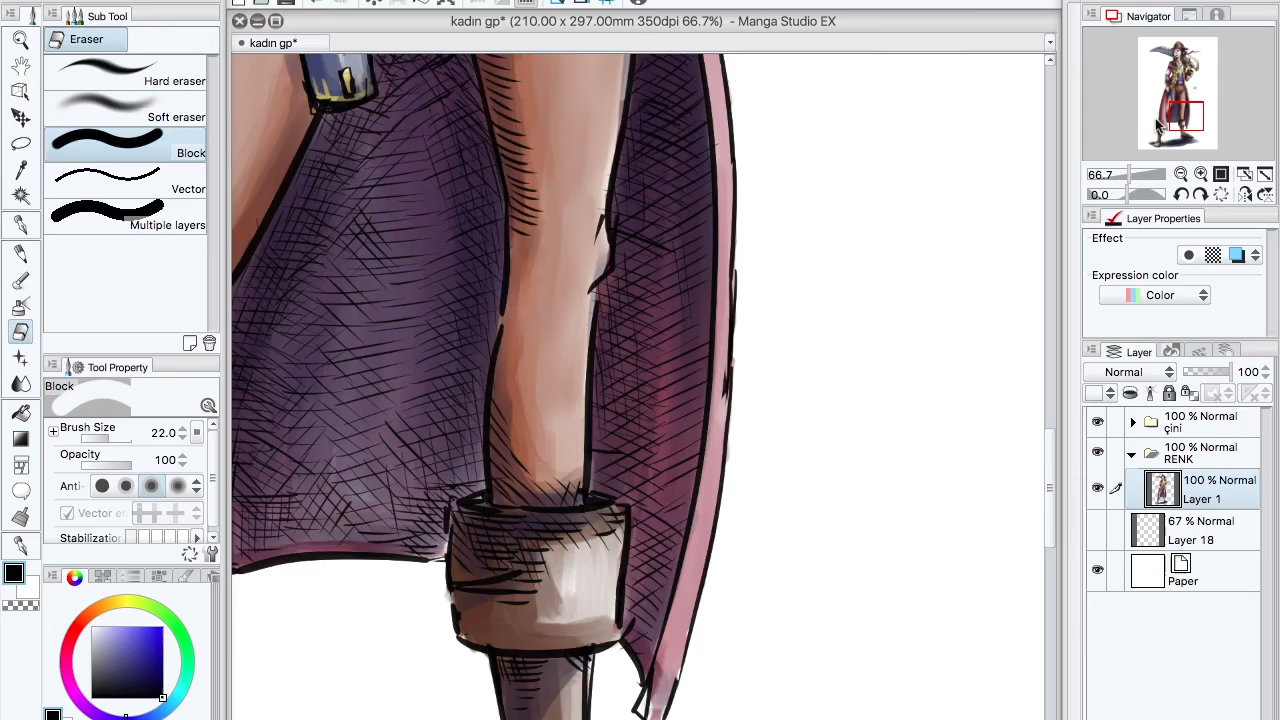 kadın gp* (210.00 x 297.00mm 350dpi 66.7%) - Manga Studio EX
kadın gp*
Sub Tool
Eraser
Hard eraser
Soft eraser
Block
Vector
Multiple layers
Tool Property
Block
Brush Size
22.0
Opacity
100
Anti-
Vector er
Stabilization
Navigator
66.7
0.0
Layer Properties
Effect
Expression color
Color
Layer
Normal
100
100 % Normal
çini
100 % Normal
RENK
100 % Normal
Layer 1
67 % Normal
Layer 18
Paper